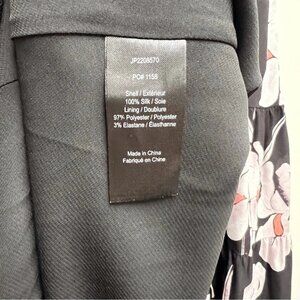 JP2208570
PO# 1155
Shell / Extérieur
100% Silk / Soie
Lining / Doublure
97% Polyester / Polyester
3% Elastane / Élasthanne
Made in China
Fabriqué en Chine